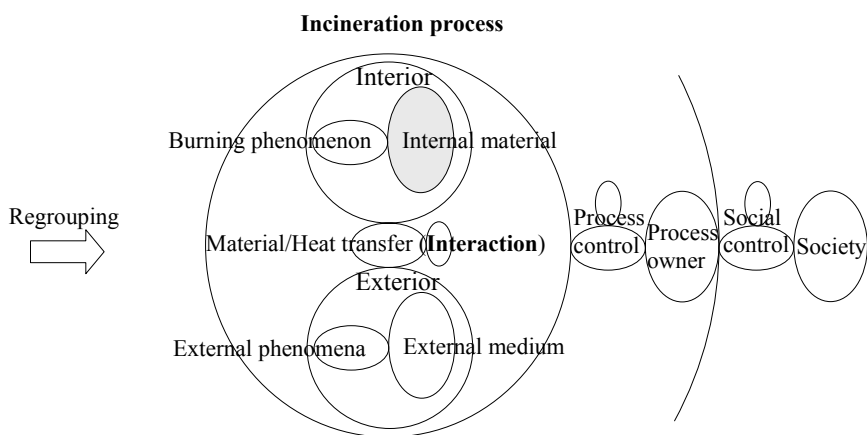 Incineration process
Interior
Burning phenomenon
Internal material
Regrouping
Material/Heat transfer (Interaction)
Process
control
Process
owner
Social
control
Society
Exterior
External phenomena
External medium